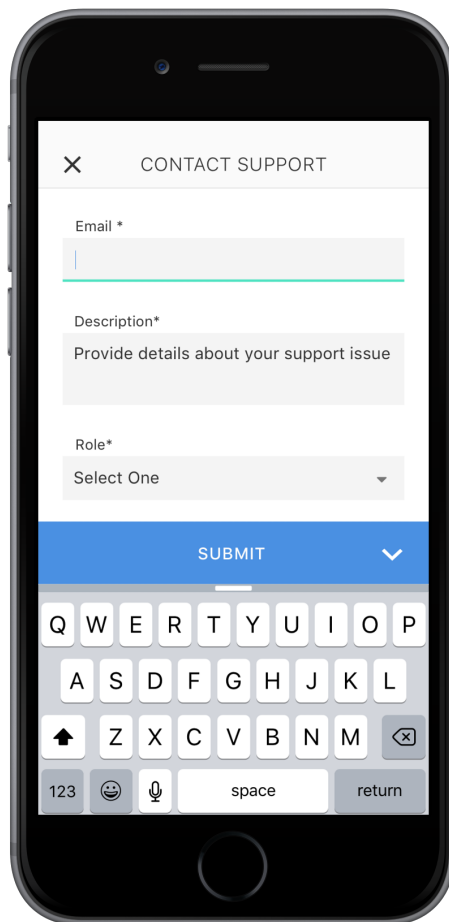 CONTACT SUPPORT
Email *
Description*
Provide details about your support issue
Role*
Select One
SUBMIT
Q W E R T Y U I O P
A S D F G H J K L
Z X C V B N M
123 space return